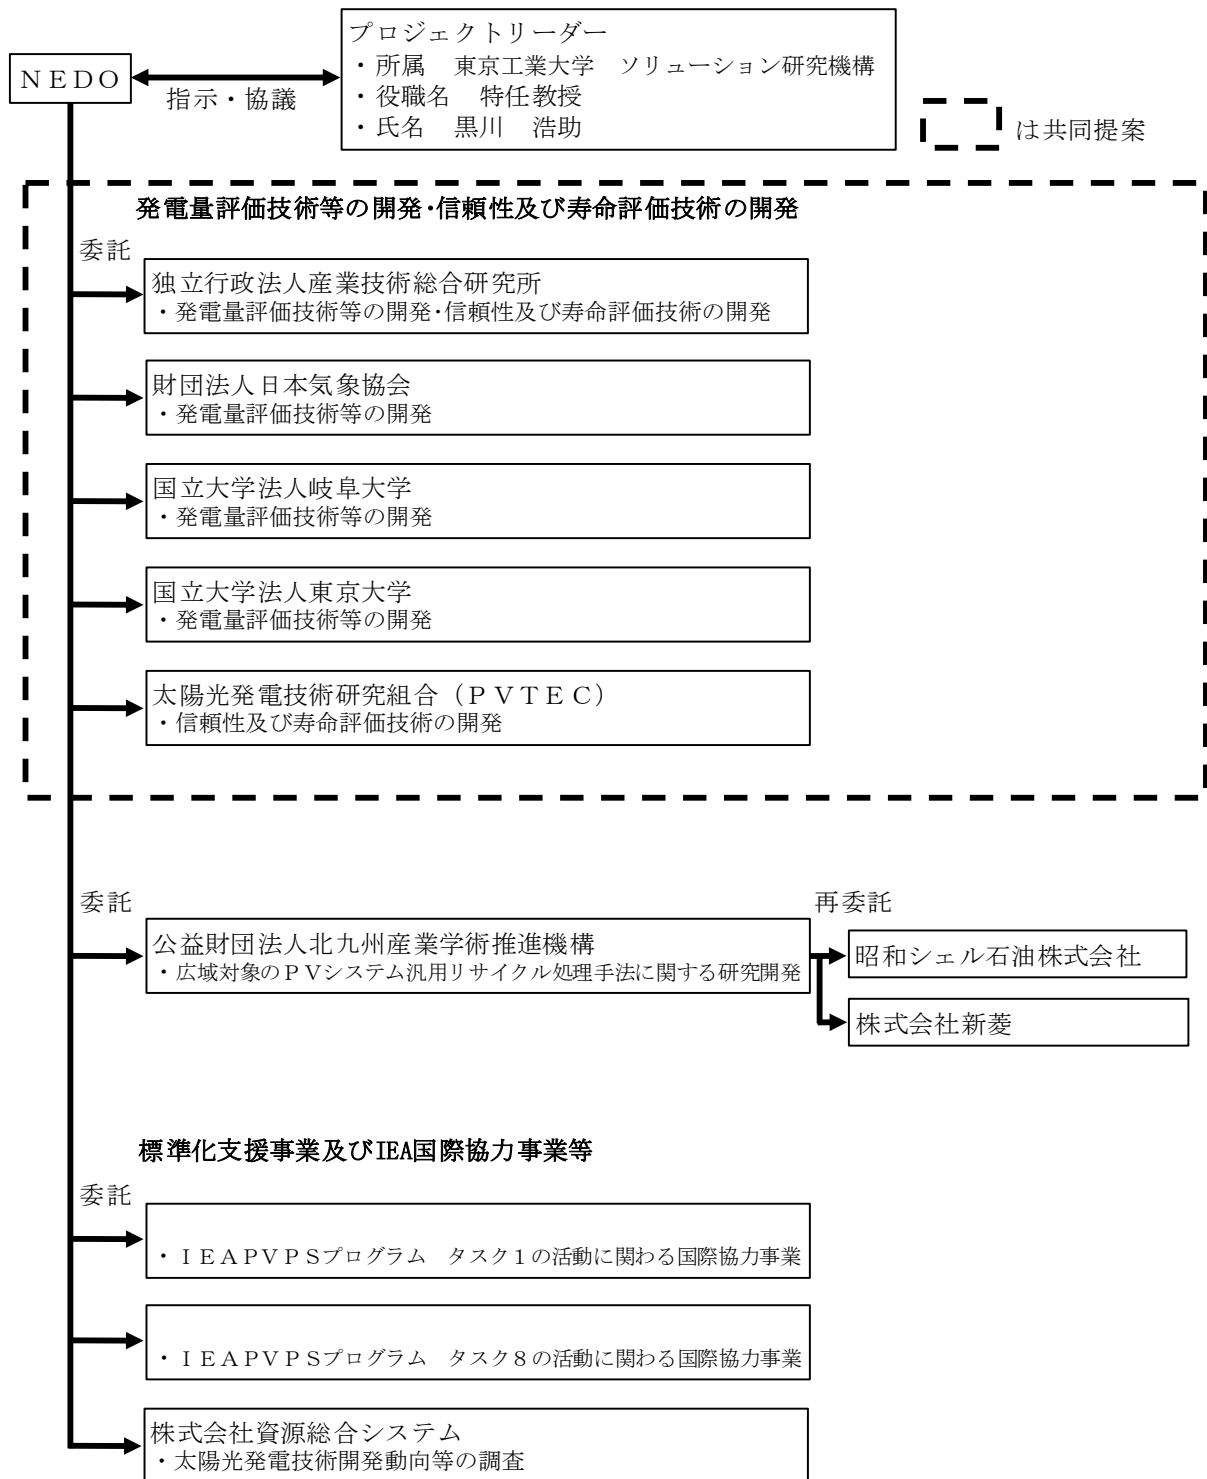 プロジェクトリーダー
・所属　東京工業大学　ソリューション研究機構
・役職名　特任教授
・氏名　黒川　浩助
ＮＥＤＯ
指示・協議
は共同提案
発電量評価技術等の開発・信頼性及び寿命評価技術の開発
委託
独立行政法人産業技術総合研究所
・発電量評価技術等の開発・信頼性及び寿命評価技術の開発
財団法人日本気象協会
・発電量評価技術等の開発
国立大学法人岐阜大学
・発電量評価技術等の開発
国立大学法人東京大学
・発電量評価技術等の開発
太陽光発電技術研究組合（ＰＶＴＥＣ）
・信頼性及び寿命評価技術の開発
委託
公益財団法人北九州産業学術推進機構
・広域対象のＰＶシステム汎用リサイクル処理手法に関する研究開発
再委託
昭和シェル石油株式会社
株式会社新菱
標準化支援事業及びIEA国際協力事業等
委託
・ＩＥＡＰＶＰＳプログラム　タスク１の活動に関わる国際協力事業
・ＩＥＡＰＶＰＳプログラム　タスク８の活動に関わる国際協力事業
株式会社資源総合システム
・太陽光発電技術開発動向等の調査